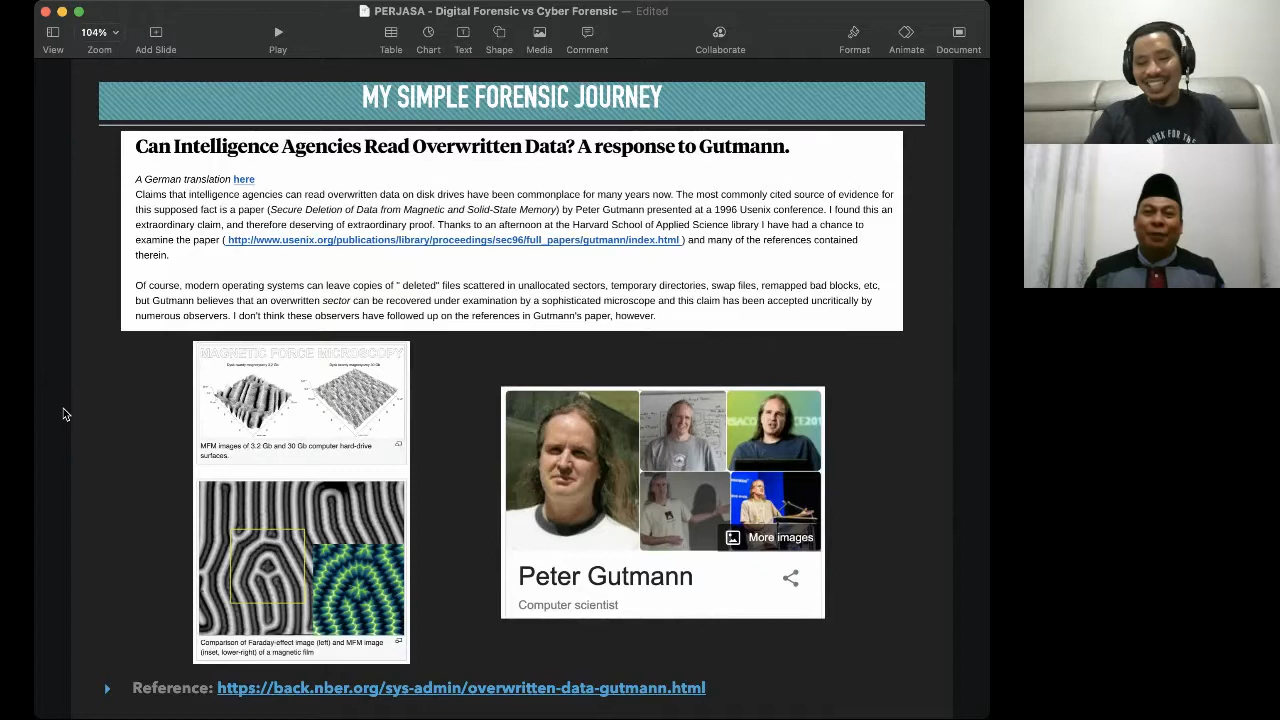 PERJASA - Digital Forensic vs Cyber Forensic — Edited
104%
View Zoom Add Slide Play Table Chart Text Shape Media Comment Collaborate Format Animate Document
MY SIMPLE FORENSIC JOURNEY
Can Intelligence Agencies Read Overwritten Data? A response to Gutmann.
A German translation here
Claims that intelligence agencies can read overwritten data on disk drives have been commonplace for many years now. The most commonly cited source of evidence for
this supposed fact is a paper (Secure Deletion of Data from Magnetic and Solid-State Memory) by Peter Gutmann presented at a 1996 Usenix conference. I found this an
extraordinary claim, and therefore deserving of extraordinary proof. Thanks to an afternoon at the Harvard School of Applied Science library I have had a chance to
examine the paper ( http://www.usenix.org/publications/library/proceedings/sec96/full_papers/gutmann/index.html ) and many of the references contained
therein.
Of course, modern operating systems can leave copies of " deleted" files scattered in unallocated sectors, temporary directories, swap files, remapped bad blocks, etc,
but Gutmann believes that an overwritten sector can be recovered under examination by a sophisticated microscope and this claim has been accepted uncritically by
numerous observers. I don't think these observers have followed up on the references in Gutmann's paper, however.
MAGNETIC FORCE MICROSCOPY
MFM images of 3.2 Gb and 30 Gb computer hard-drive
surfaces.
Comparison of Faraday-effect image (left) and MFM image
(inset, lower-right) of a magnetic film
More images
Peter Gutmann
Computer scientist
Reference: https://back.nber.org/sys-admin/overwritten-data-gutmann.html
WORK FOR THE